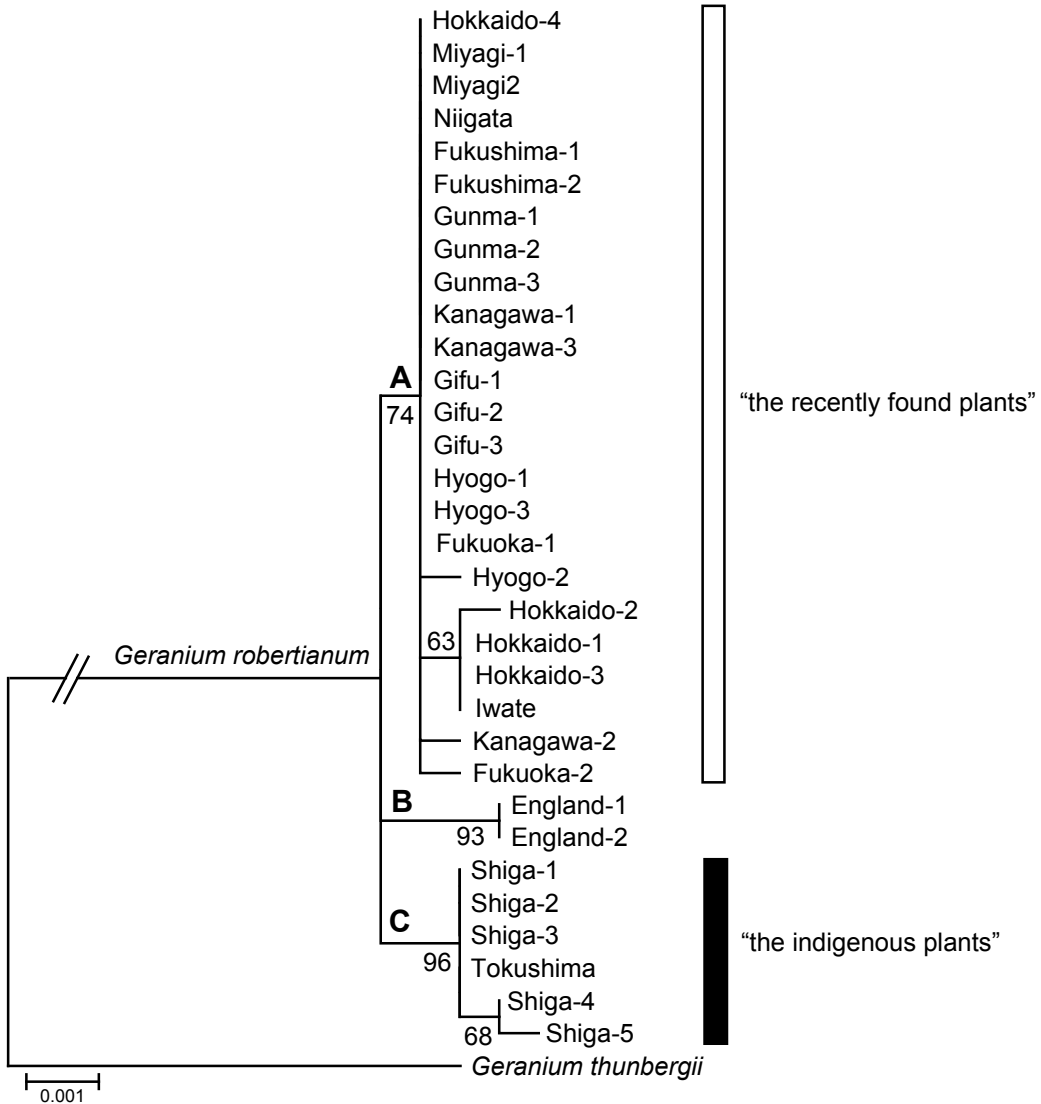 Hokkaido-4
Miyagi-1
Miyagi2
Niigata
Fukushima-1
Fukushima-2
Gunma-1
Gunma-2
Gunma-3
Kanagawa-1
Kanagawa-3
A
Gifu-1
74
Gifu-2
"the recently found plants"
Gifu-3
Hyogo-1
Hyogo-3
Fukuoka-1
Hyogo-2
Hokkaido-2
63
Hokkaido-1
Geranium robertianum
Hokkaido-3
Iwate
Kanagawa-2
Fukuoka-2
B
England-1
93
England-2
Shiga-1
Shiga-2
C
Shiga-3
"the indigenous plants"
96
Tokushima
Shiga-4
68
Shiga-5
Geranium thunbergii
0.001